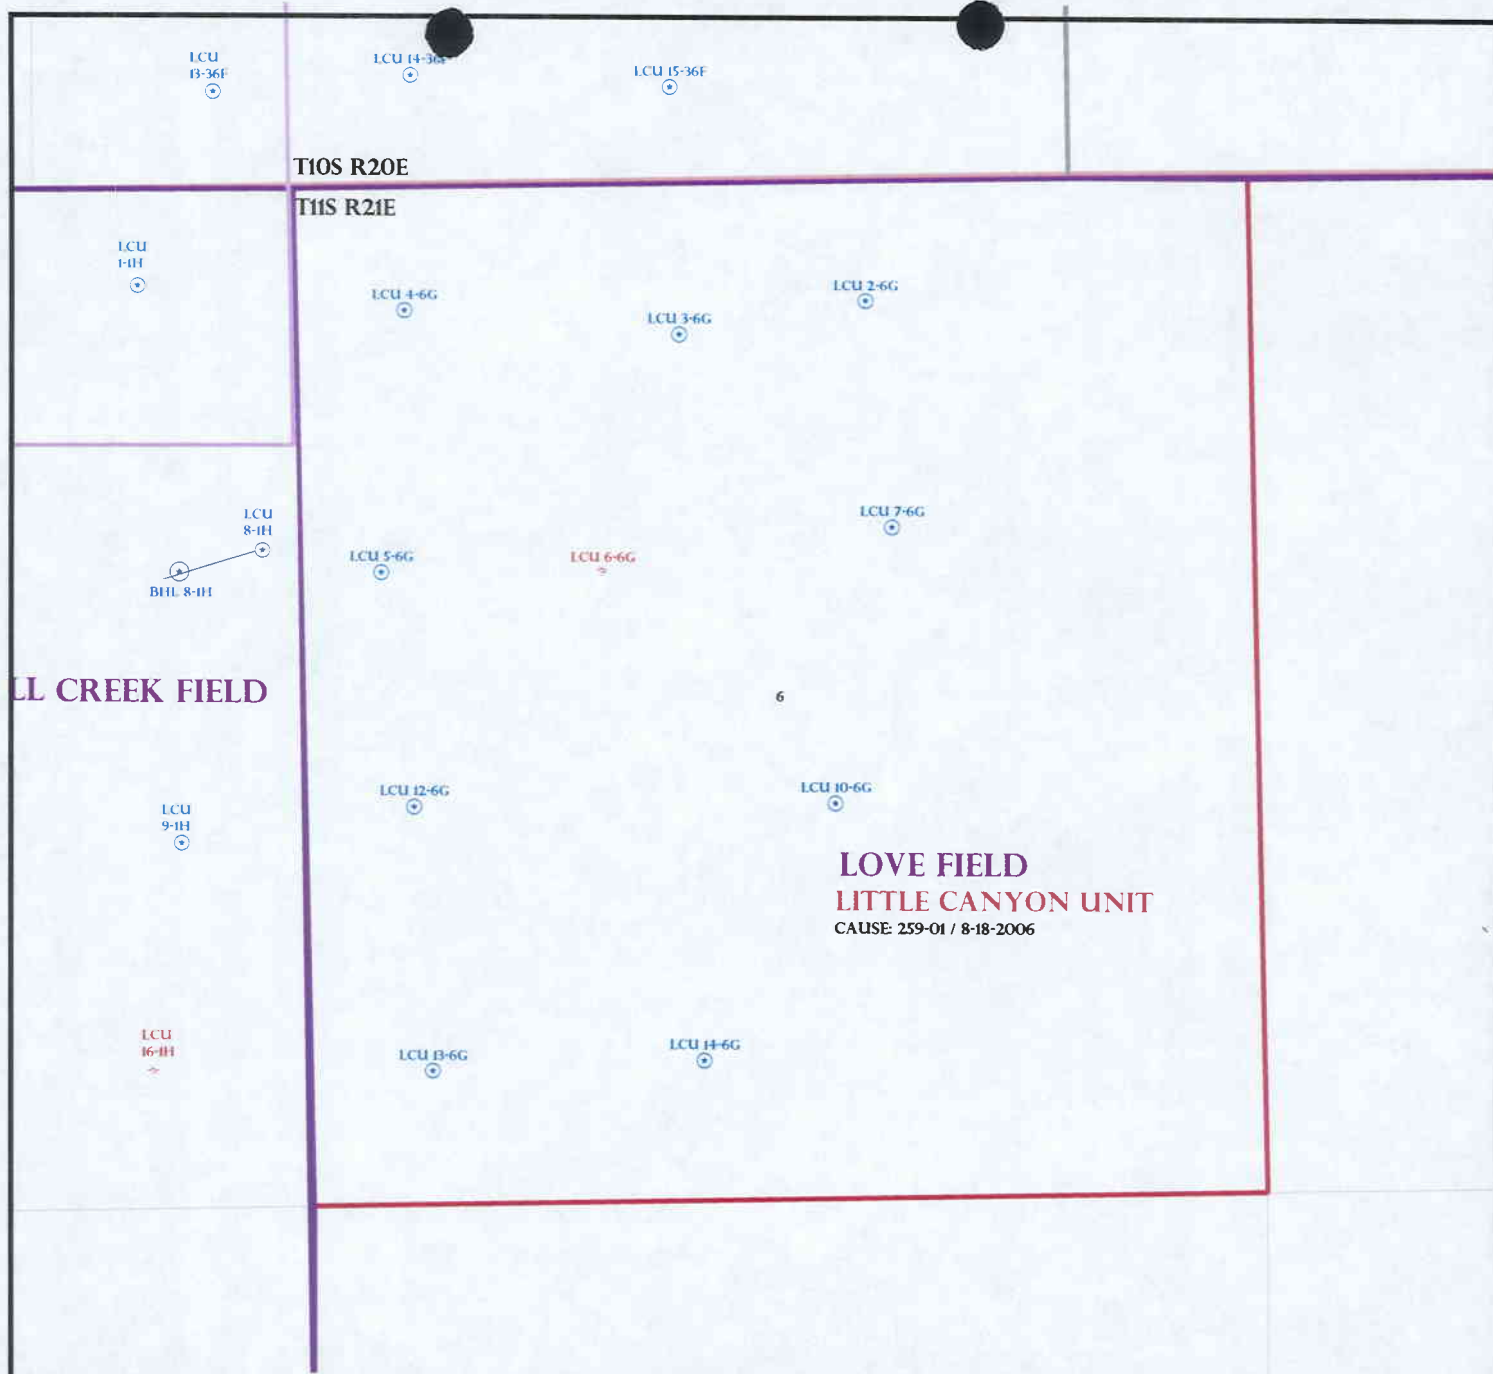 LCU
13-36F
LCU 14-36F
LCU 15-36F
T10S R20E
T11S R21E
LCU
1-1H
LCU 4-6G
LCU 3-6G
LCU 2-6G
LCU
8-1H
BHL 8-1H
LCU 5-6G
LCU 6-6G
LCU 7-6G
LL CREEK FIELD
6
LCU 12-6G
LCU 10-6G
LCU
9-1H
LOVE FIELD
LITTLE CANYON UNIT
CAUSE: 259-01 / 8-18-2006
LCU
16-1H
LCU 13-6G
LCU 14-6G